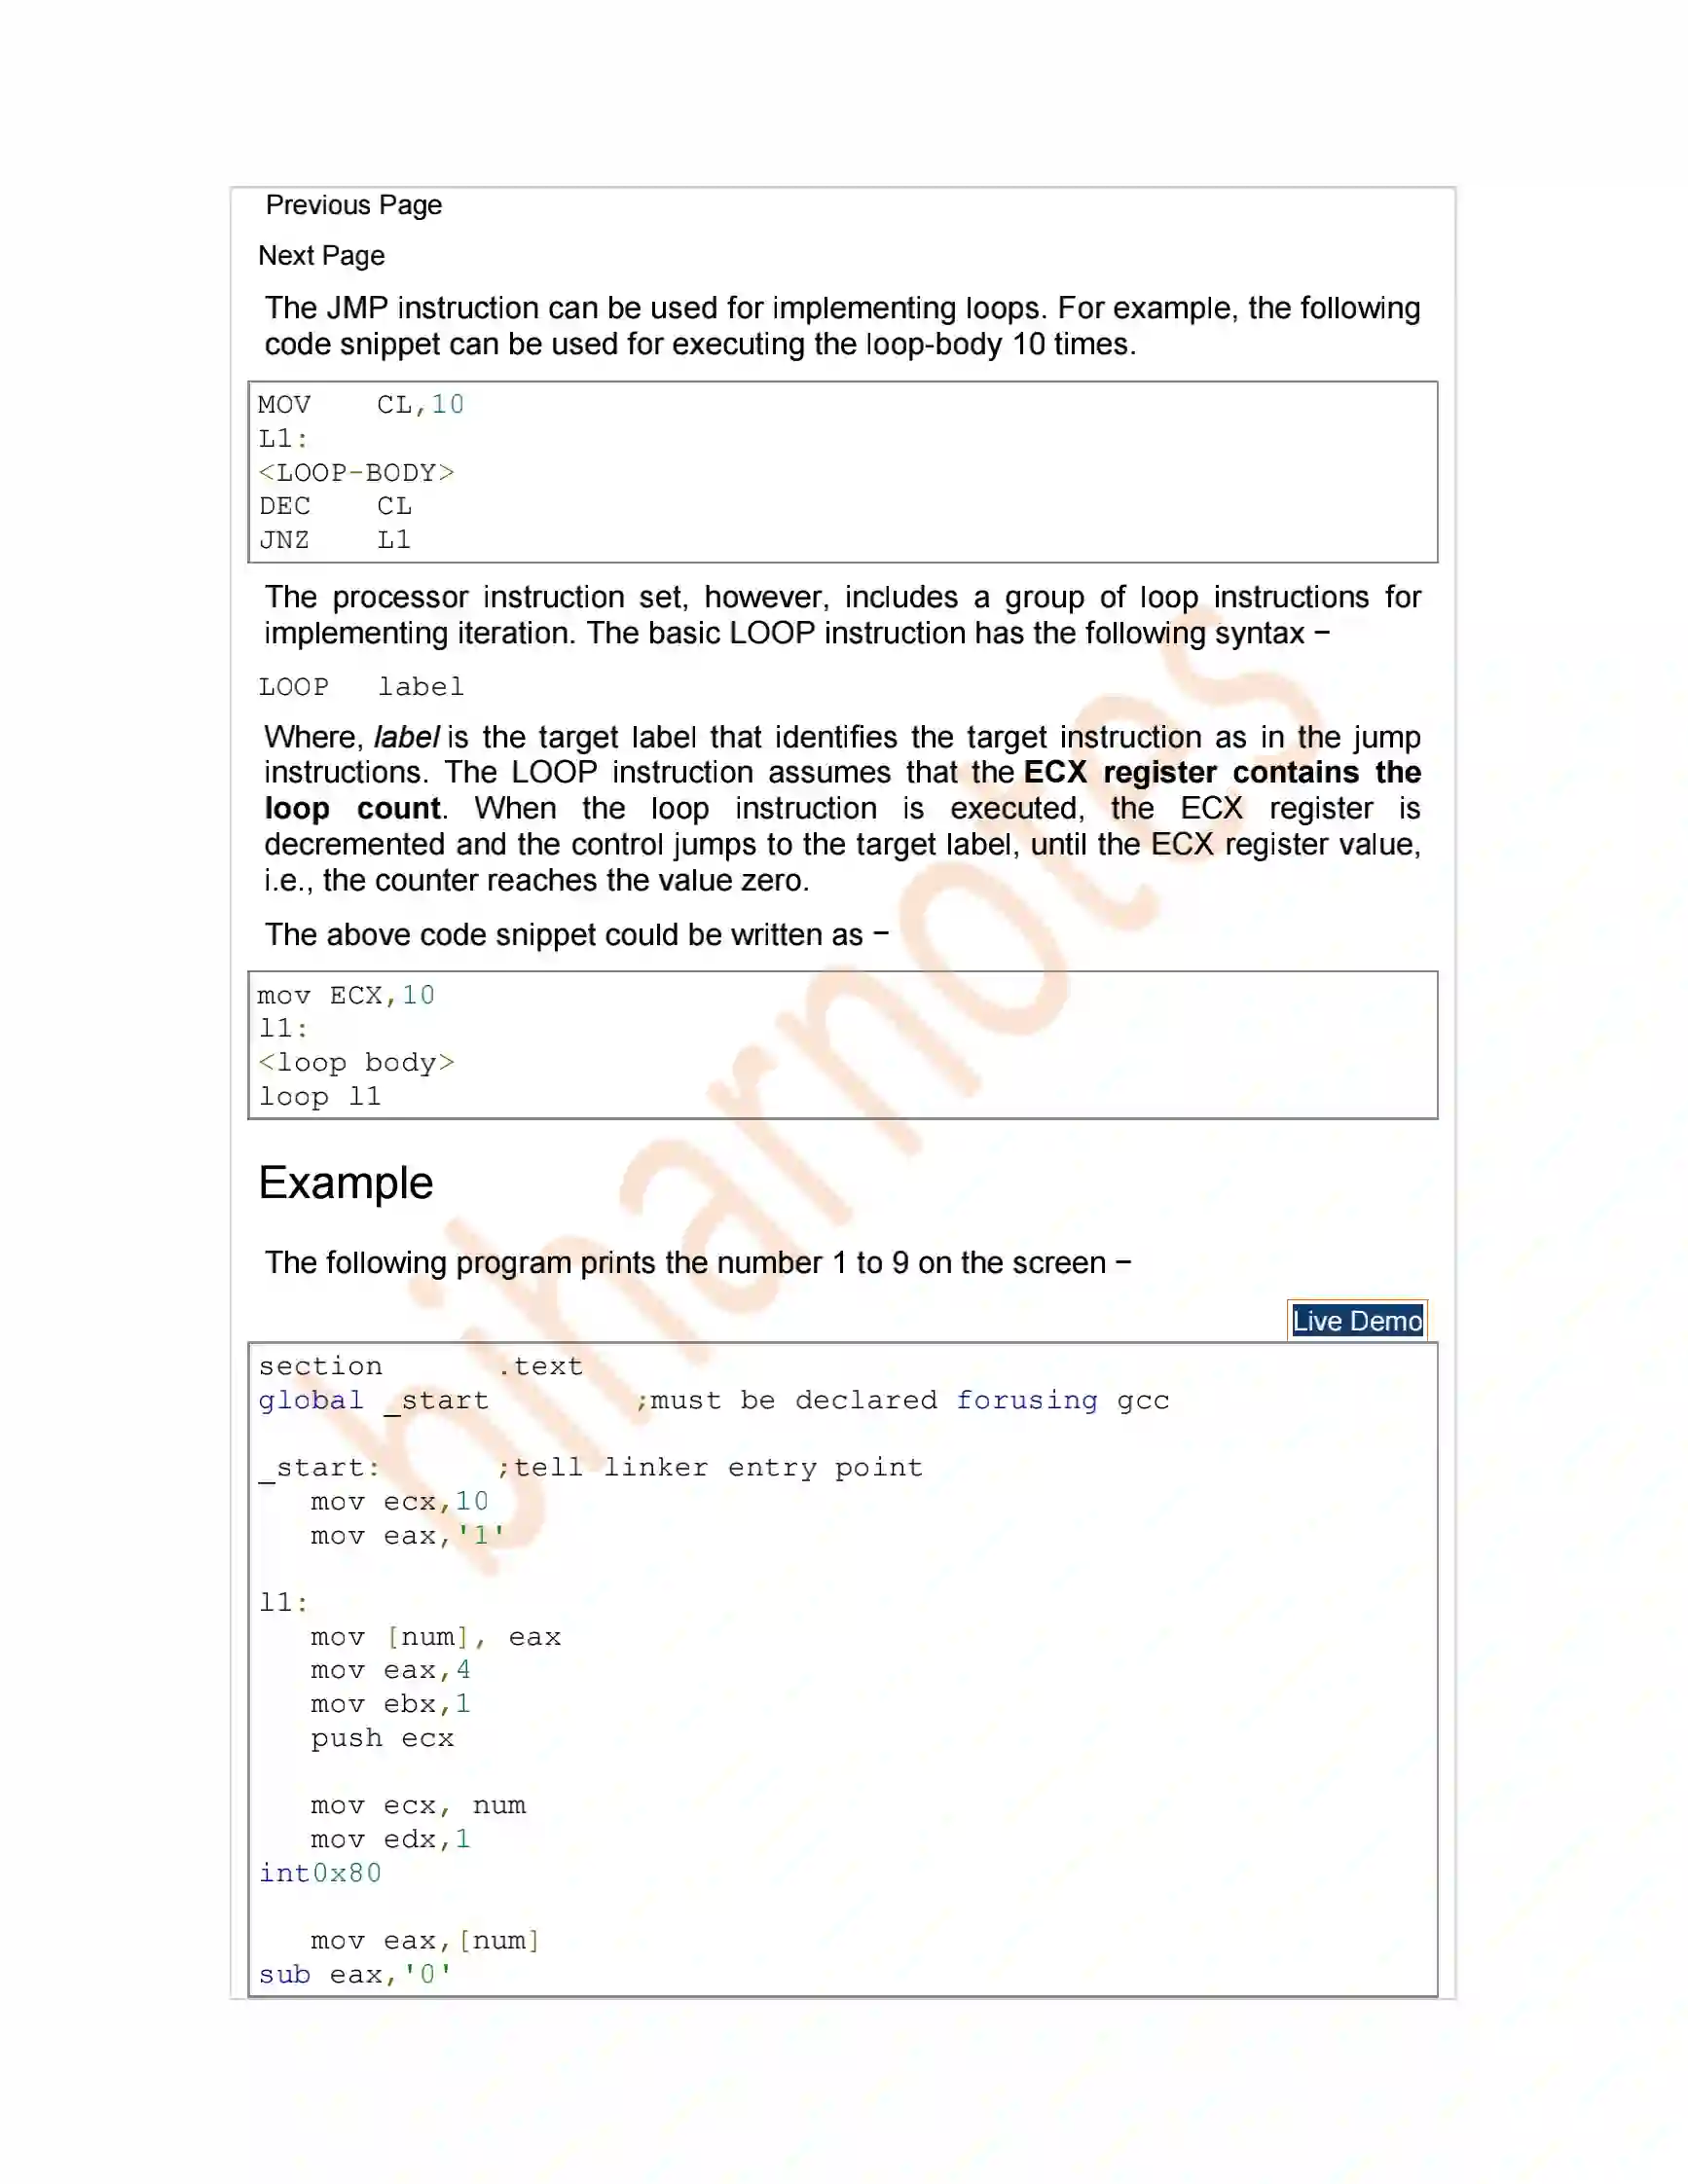 Previous Page
Next Page
The JMP instruction can be used for implementing loops. For example, the following
code snippet can be used for executing the loop-body 10 times.
MOV    CL,10
L1:
<LOOP-BODY>
DEC    CL
JNZ    L1
The processor instruction set, however, includes a group of loop instructions for
implementing iteration. The basic LOOP instruction has the following syntax −
LOOP   label
Where, label is the target label that identifies the target instruction as in the jump
instructions. The LOOP instruction assumes that the ECX register contains the
loop count. When the loop instruction is executed, the ECX register is
decremented and the control jumps to the target label, until the ECX register value,
i.e., the counter reaches the value zero.
The above code snippet could be written as −
mov ECX,10
l1:
<loop body>
loop l1
Example
The following program prints the number 1 to 9 on the screen −
Live Demo
section       .text
global _start        ;must be declared forusing gcc
_start:       ;tell linker entry point
   mov ecx,10
   mov eax,'1'
l1:
   mov [num], eax
   mov eax,4
   mov ebx,1
   push ecx
   mov ecx, num
   mov edx,1
int0x80
   mov eax,[num]
sub eax,'0'
biharnotes